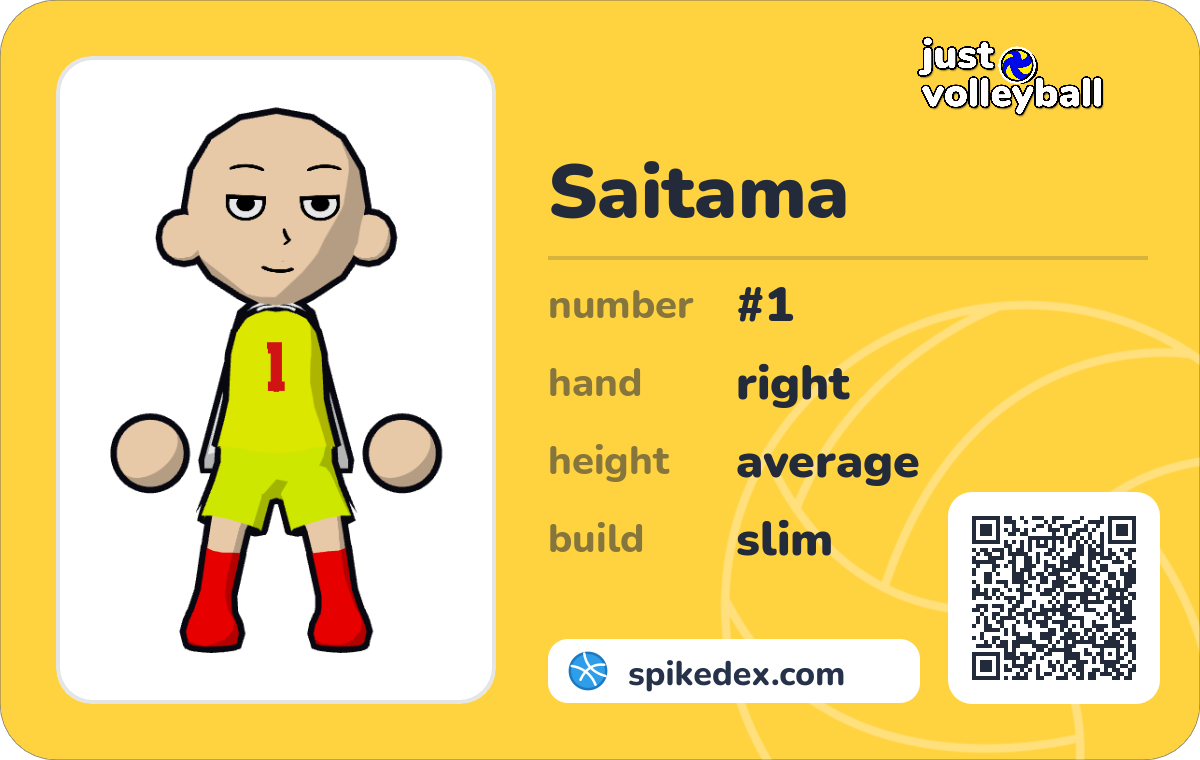 just
volleyball
Saitama
number #1
hand right
height average
build slim
1
spikedex.com